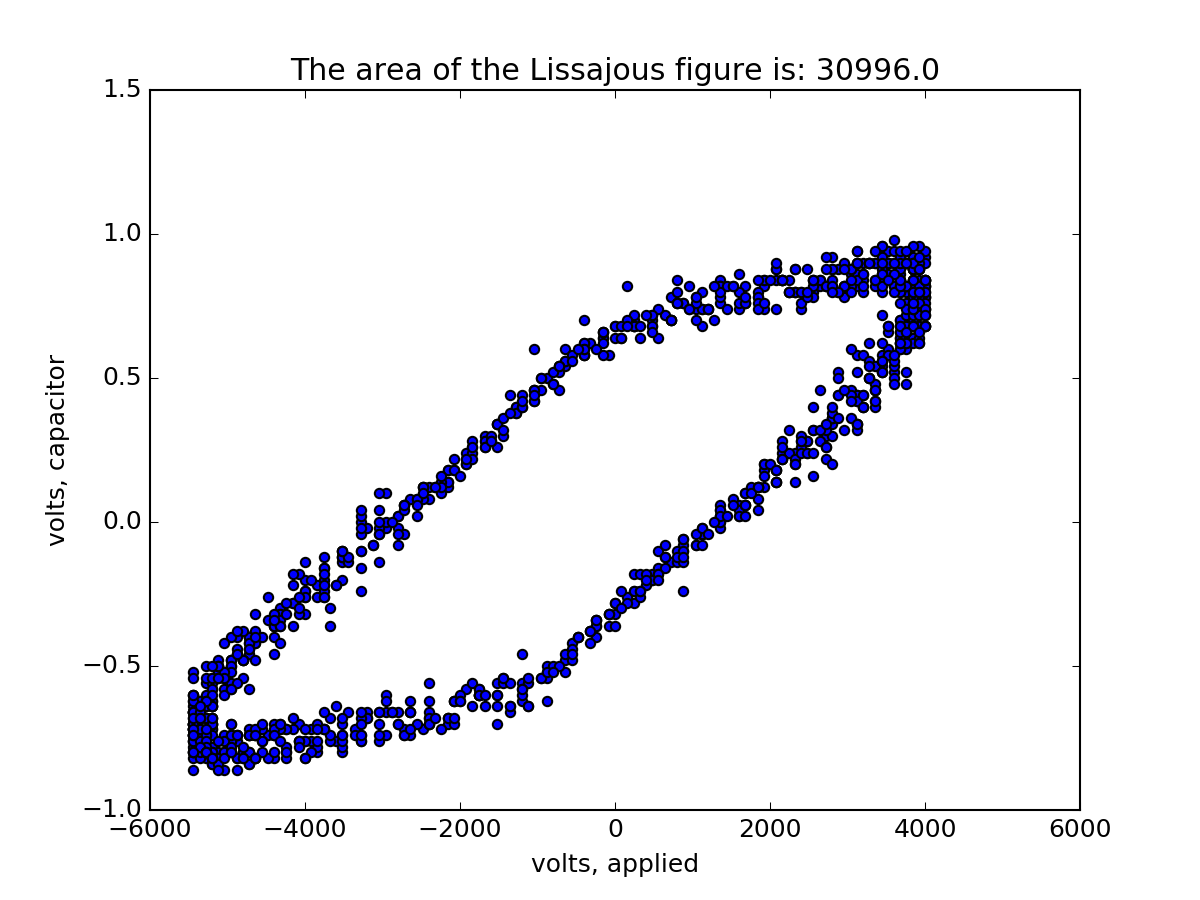 The area of the Lissajous figure is: 30996.0
1.5
1.0
0.5
0.0
−0.5
−1.0
volts, capacitor
−6000 −4000 −2000 0 2000 4000 6000
volts, applied